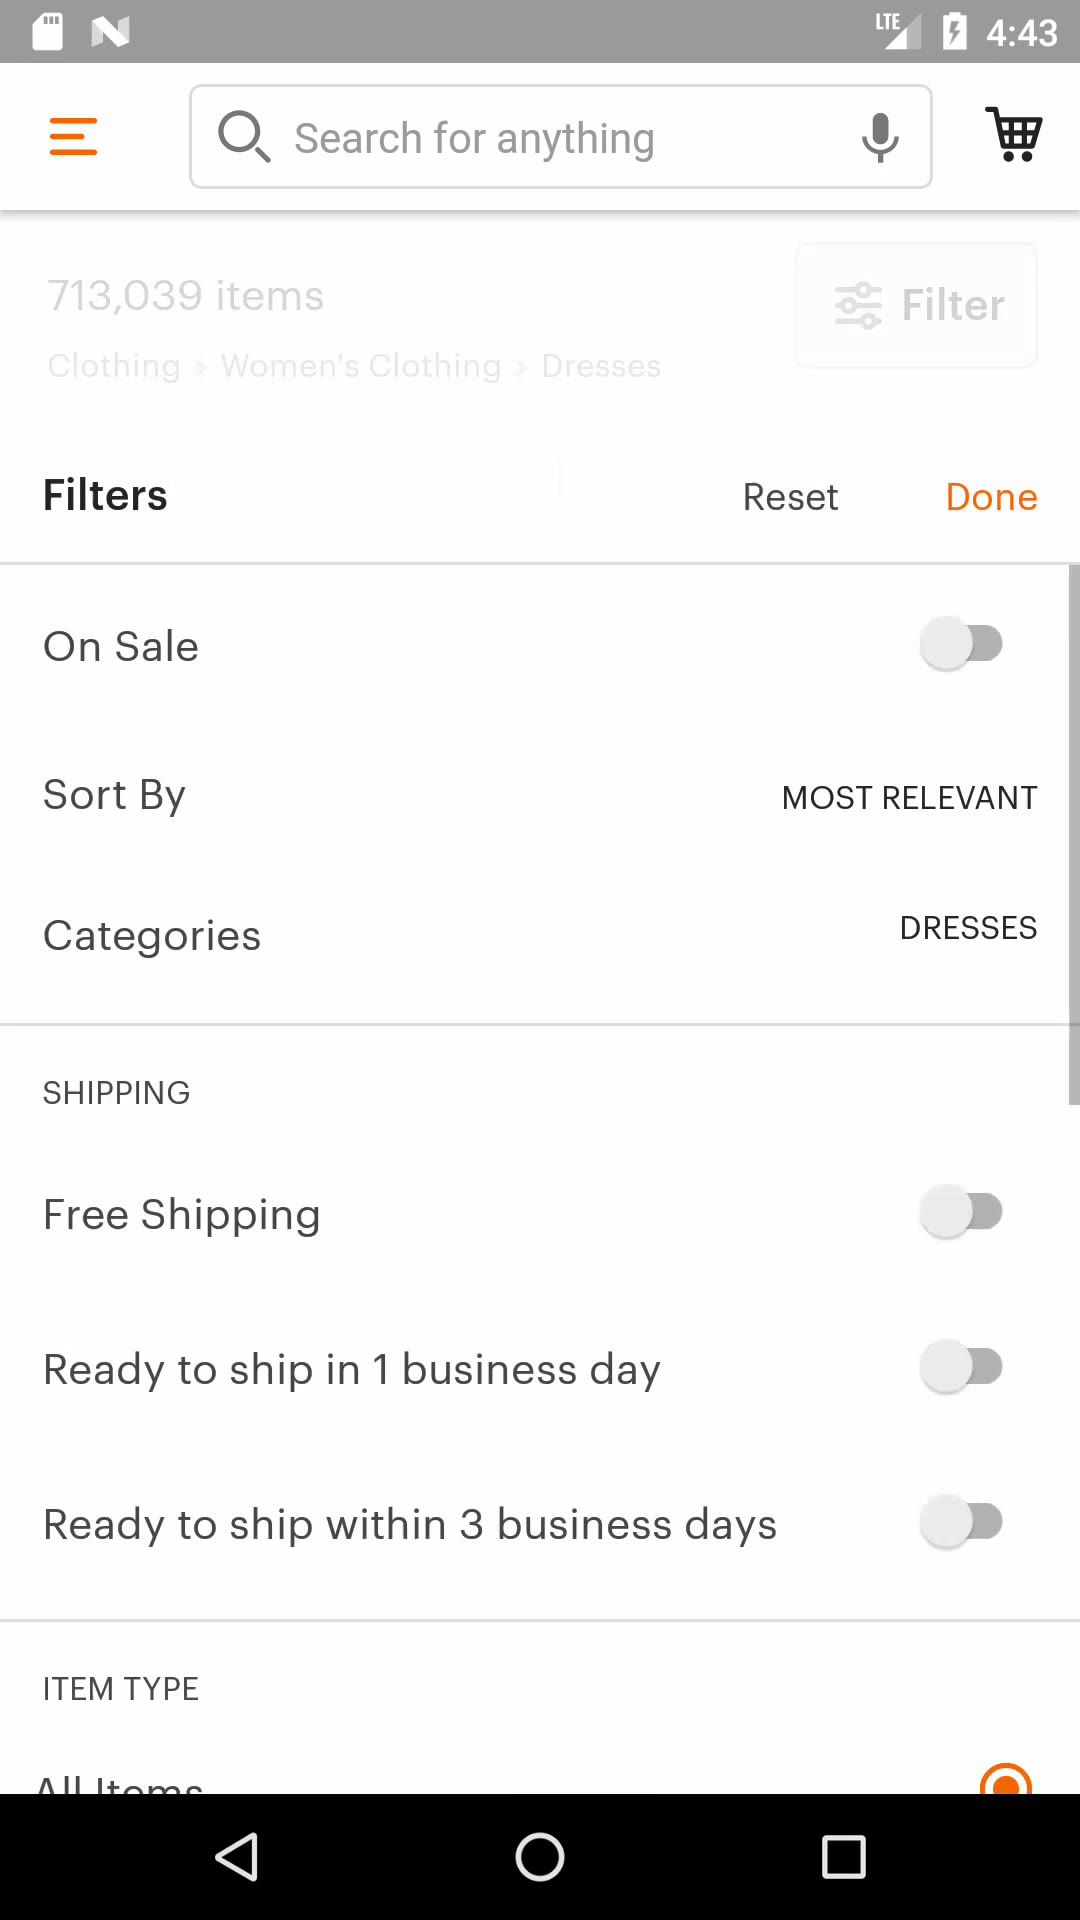 LTE 4:43
Search for anything
713,039 items
Filter
Clothing > Women's Clothing > Dresses
Filters Reset Done
On Sale
Sort By MOST RELEVANT
Categories DRESSES
SHIPPING
Free Shipping
Ready to ship in 1 business day
Ready to ship within 3 business days
ITEM TYPE
All Items